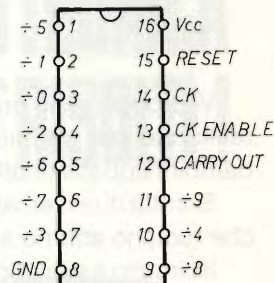 ÷5 1 16 Vcc
÷1 2 15 RESET
÷0 3 14 CK
÷2 4 13 CK ENABLE
÷6 5 12 CARRY OUT
÷7 6 11 ÷9
÷3 7 10 ÷4
GND 8 9 ÷8